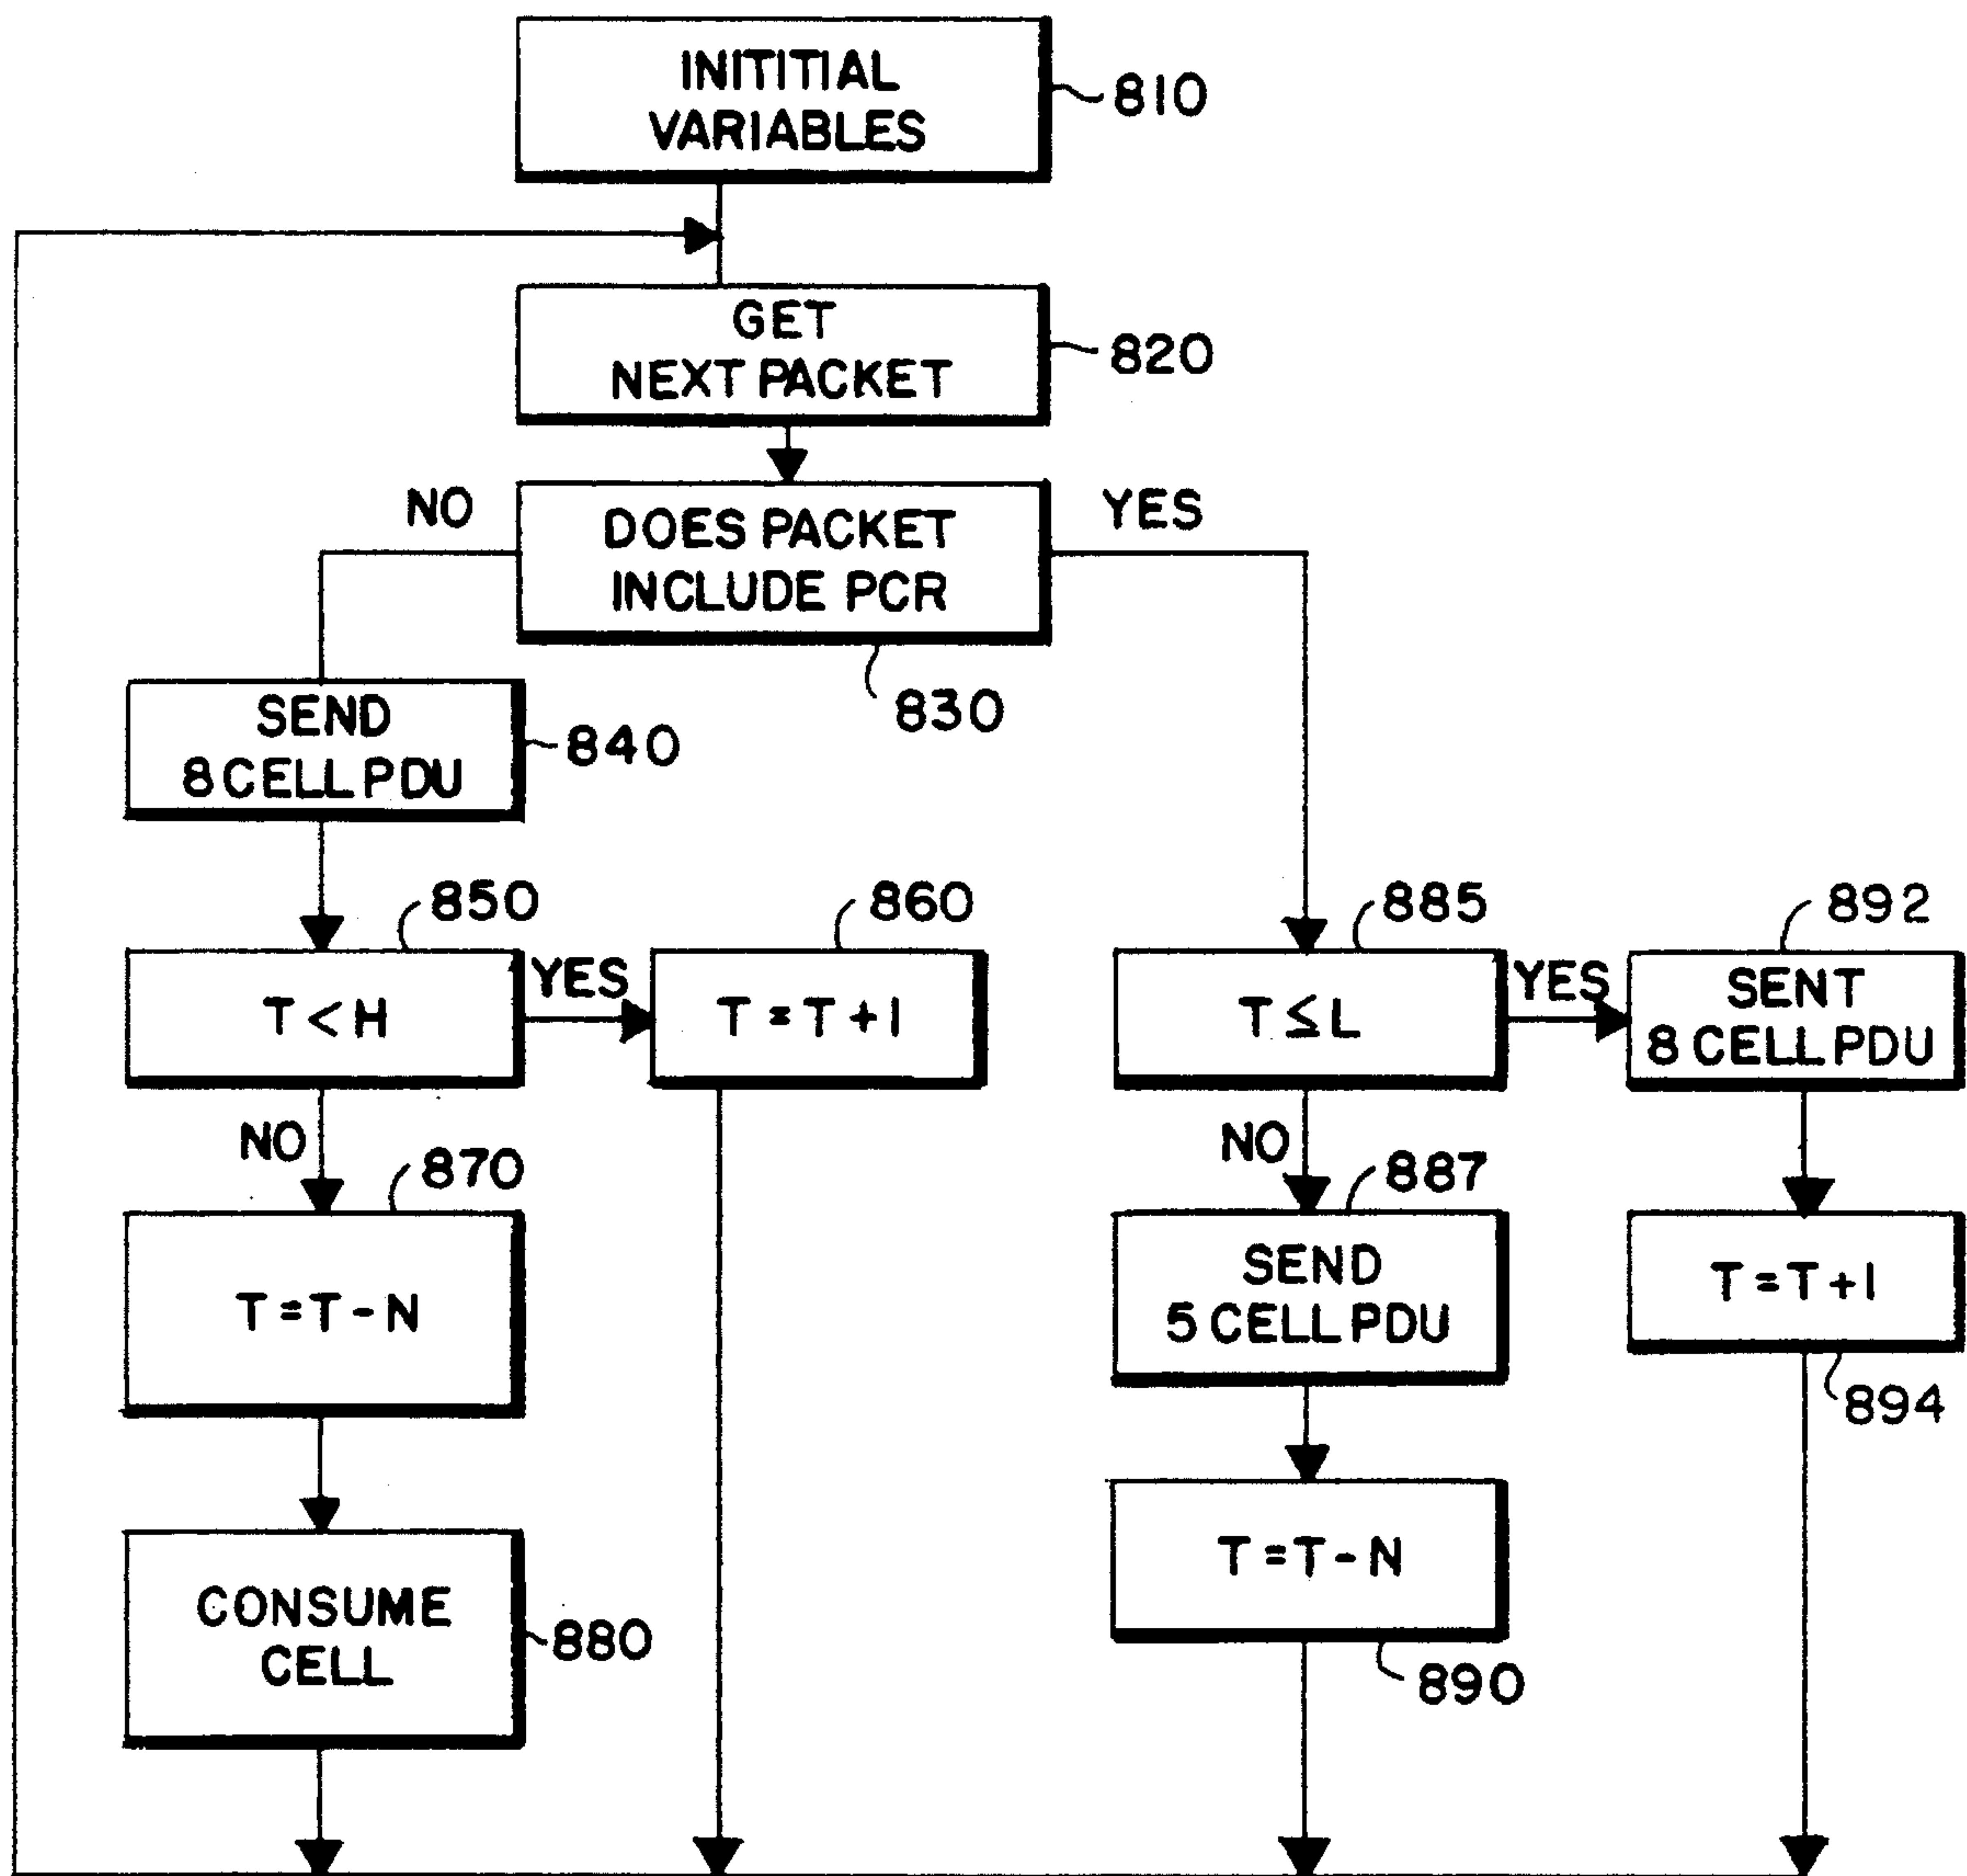 INITITIAL
VARIABLES
810
GET
NEXT PACKET
820
NO
YES
DOES PACKET
INCLUDE PCR
830
SEND
8 CELL PDU
840
850
T < H
YES
860
T = T + 1
885
T ≤ L
YES
892
SENT
8 CELL PDU
NO
870
T = T - N
NO
887
SEND
5 CELL PDU
T = T + 1
894
CONSUME
CELL
880
T = T - N
890